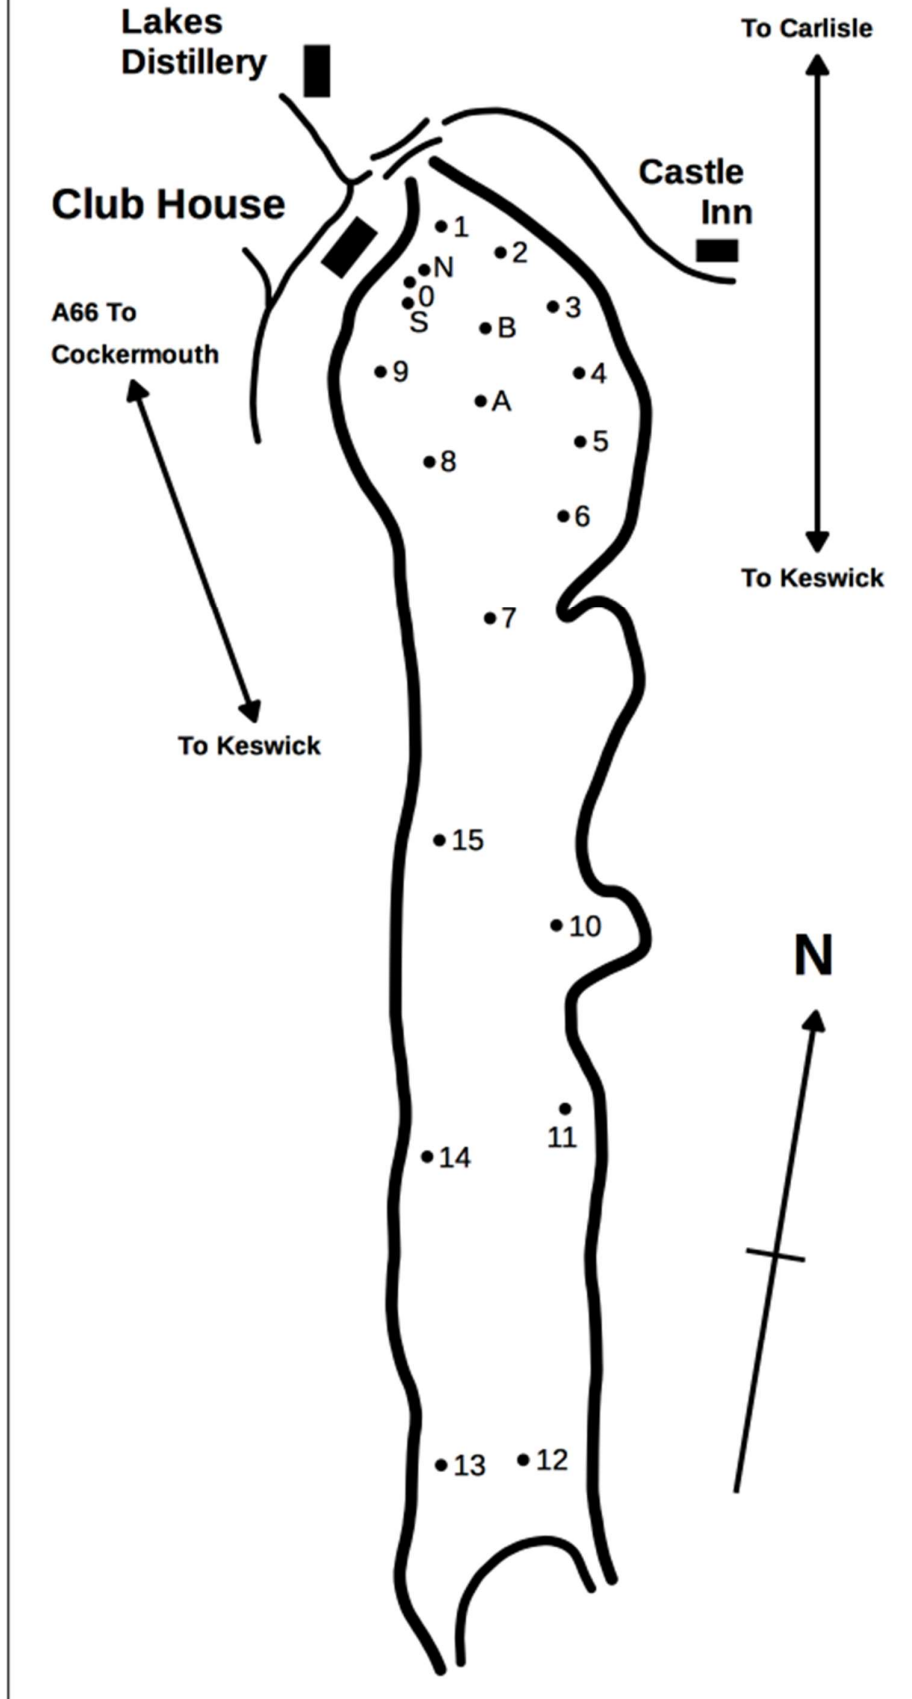 Lakes
Distillery
To Carlisle
Castle
Inn
Club House
1
2
N
0
S
3
B
A66 To
Cockermouth
9
4
A
5
8
6
To Keswick
7
To Keswick
15
10
N
11
14
13
12